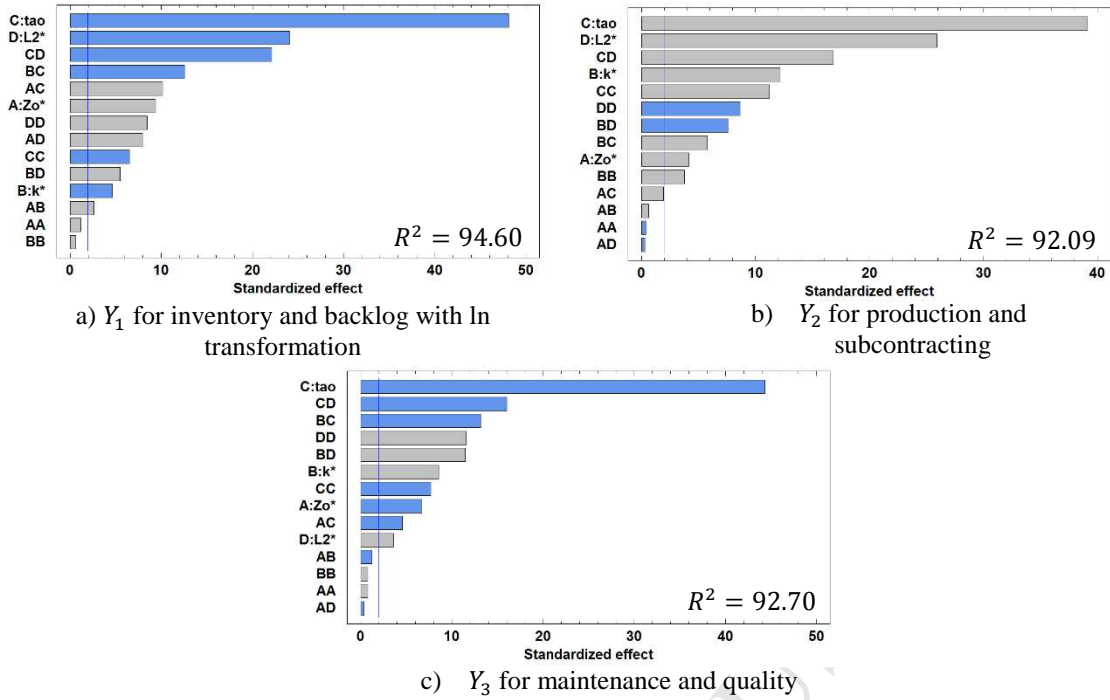 C:tao
D:L2*
CD
BC
AC
A:Zo*
DD
AD
CC
BD
B:k*
AB
AA
BB
R² = 94.60
0 10 20 30 40 50
Standardized effect
a) Y₁ for inventory and backlog with ln
transformation
C:tao
D:L2*
CD
B:k*
CC
DD
BD
BC
A:Zo*
BB
AC
AB
AA
AD
R² = 92.09
0 10 20 30 40
Standardized effect
b) Y₂ for production and
subcontracting
C:tao
CD
BC
DD
BD
B:k*
CC
A:Zo*
AC
D:L2*
AB
BB
AA
AD
R² = 92.70
0 10 20 30 40 50
Standardized effect
c) Y₃ for maintenance and quality